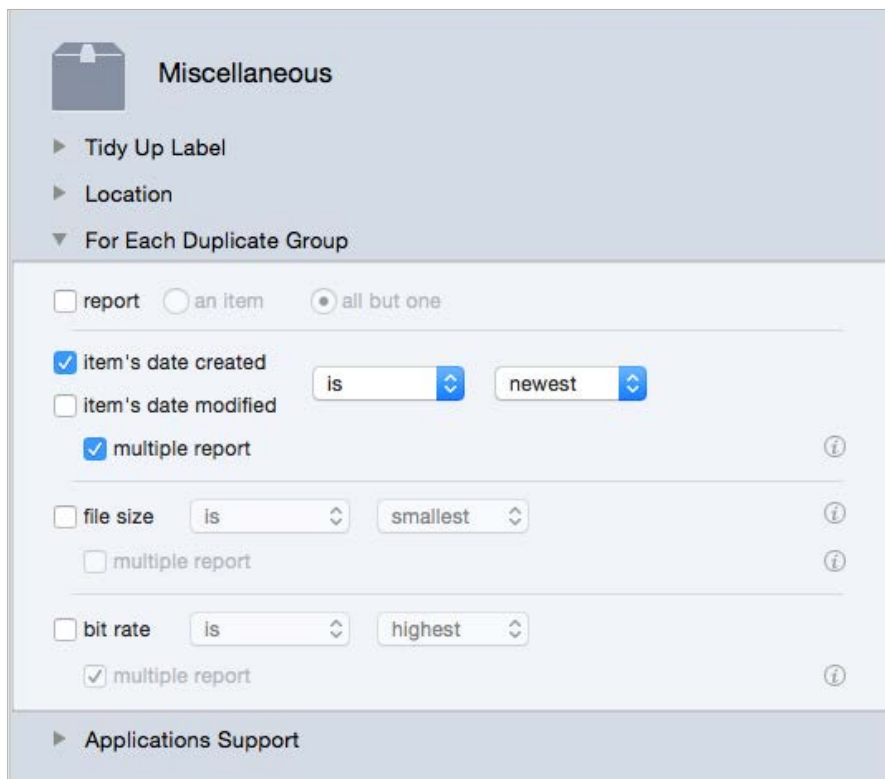 Miscellaneous
Tidy Up Label
Location
For Each Duplicate Group
report an item all but one
item's date created
is newest
item's date modified
multiple report
file size is smallest
multiple report
bit rate is highest
multiple report
Applications Support